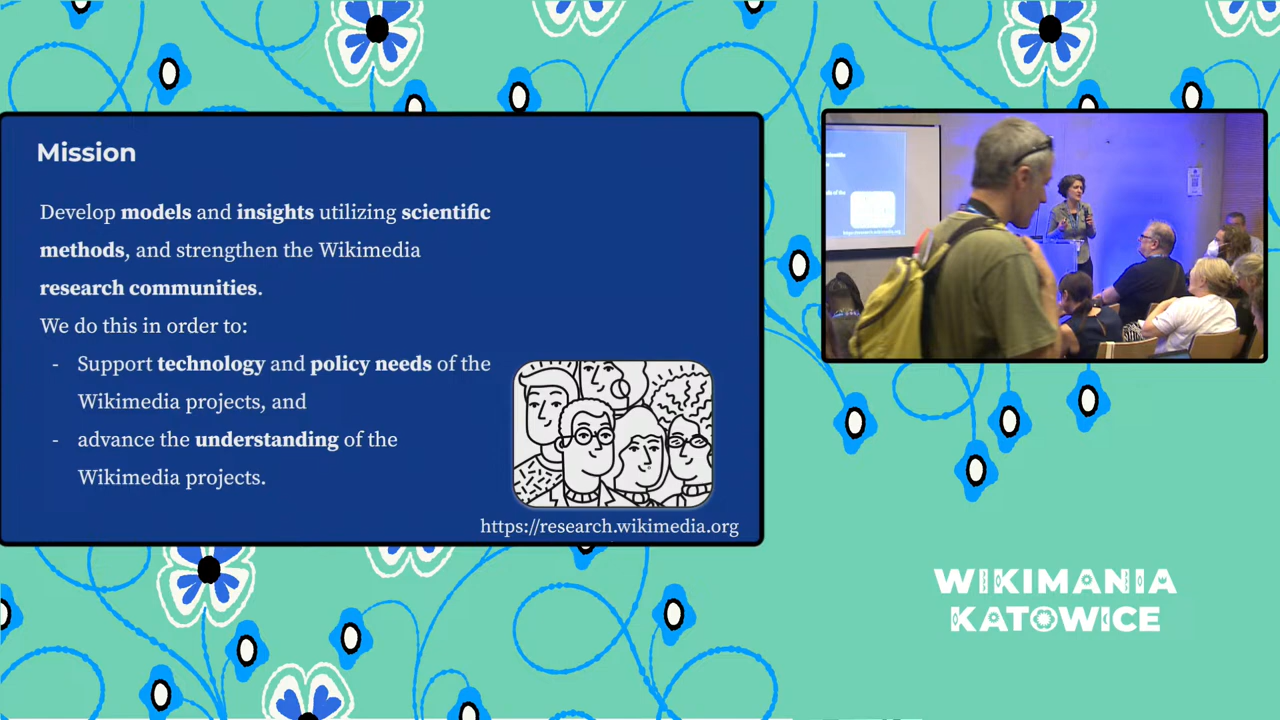 Mission
Develop models and insights utilizing scientific
methods, and strengthen the Wikimedia
research communities.
We do this in order to:
- Support technology and policy needs of the
Wikimedia projects, and
- advance the understanding of the
Wikimedia projects.
https://research.wikimedia.org
WIKIMANIA
KATOWICE